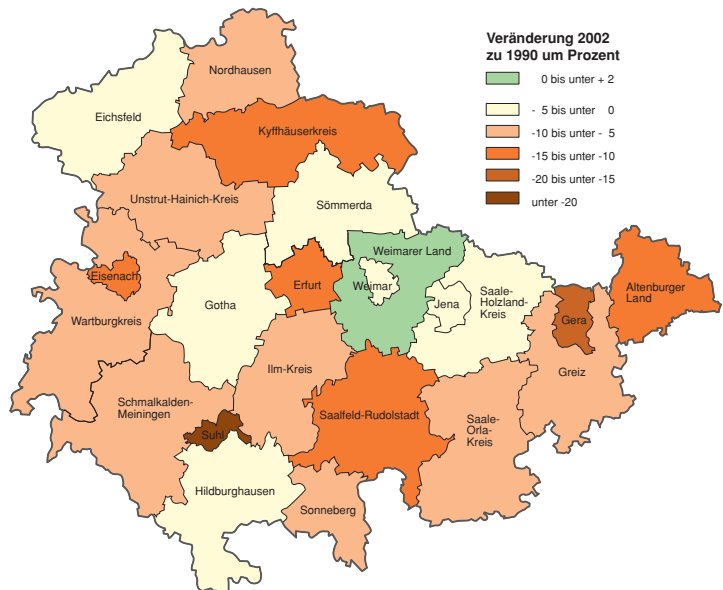 Veränderung 2002
zu 1990 um Prozent
0 bis unter + 2
- 5 bis unter 0
-10 bis unter - 5
-15 bis unter -10
-20 bis unter -15
unter -20
Nordhausen
Eichsfeld
Kyffhäuserkreis
Unstrut-Hainich-Kreis
Sömmerda
Weimarer Land
Eisenach
Erfurt
Weimar
Saale-
Holzland-
Kreis
Altenburger
Land
Gotha
Jena
Wartburgkreis
Gera
Ilm-Kreis
Greiz
Schmalkalden-
Meiningen
Saalfeld-Rudolstadt
Saale-
Orla-
Kreis
Suhl
Hildburghausen
Sonneberg